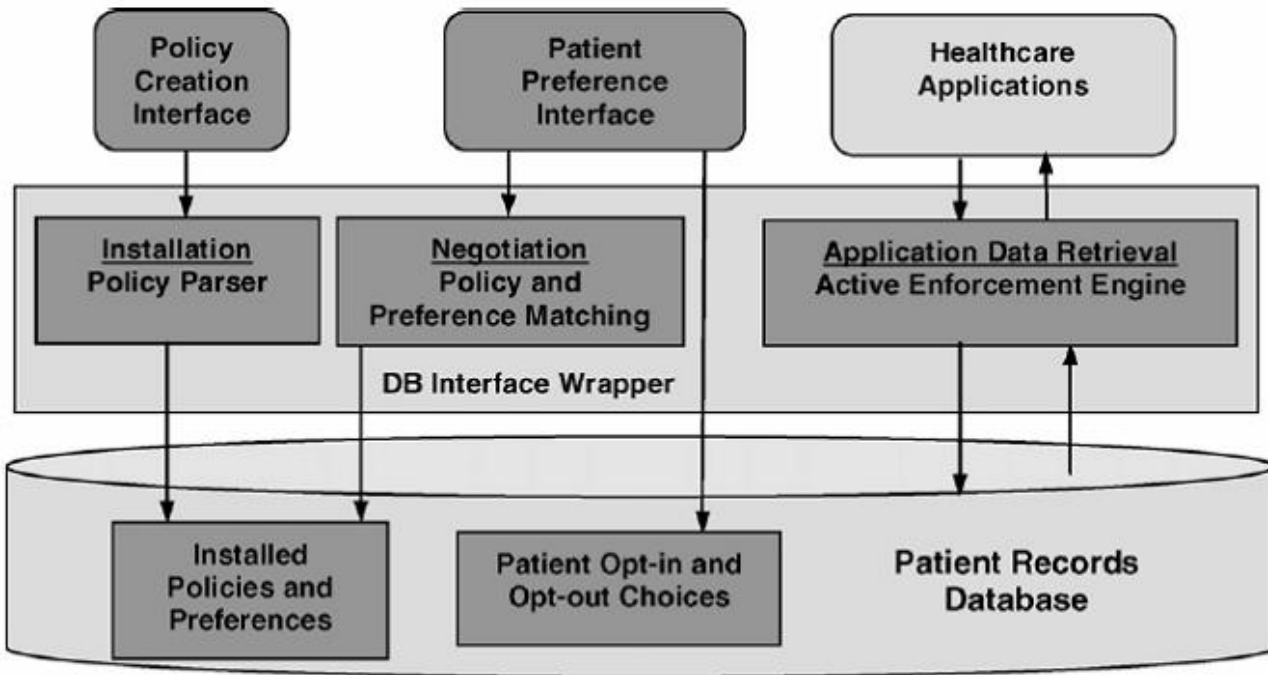 Policy
Creation
Interface
Patient
Preference
Interface
Healthcare
Applications
Installation
Policy Parser
Negotiation
Policy and
Preference Matching
Application Data Retrieval
Active Enforcement Engine
DB Interface Wrapper
Installed
Policies and
Preferences
Patient Opt-in and
Opt-out Choices
Patient Records
Database